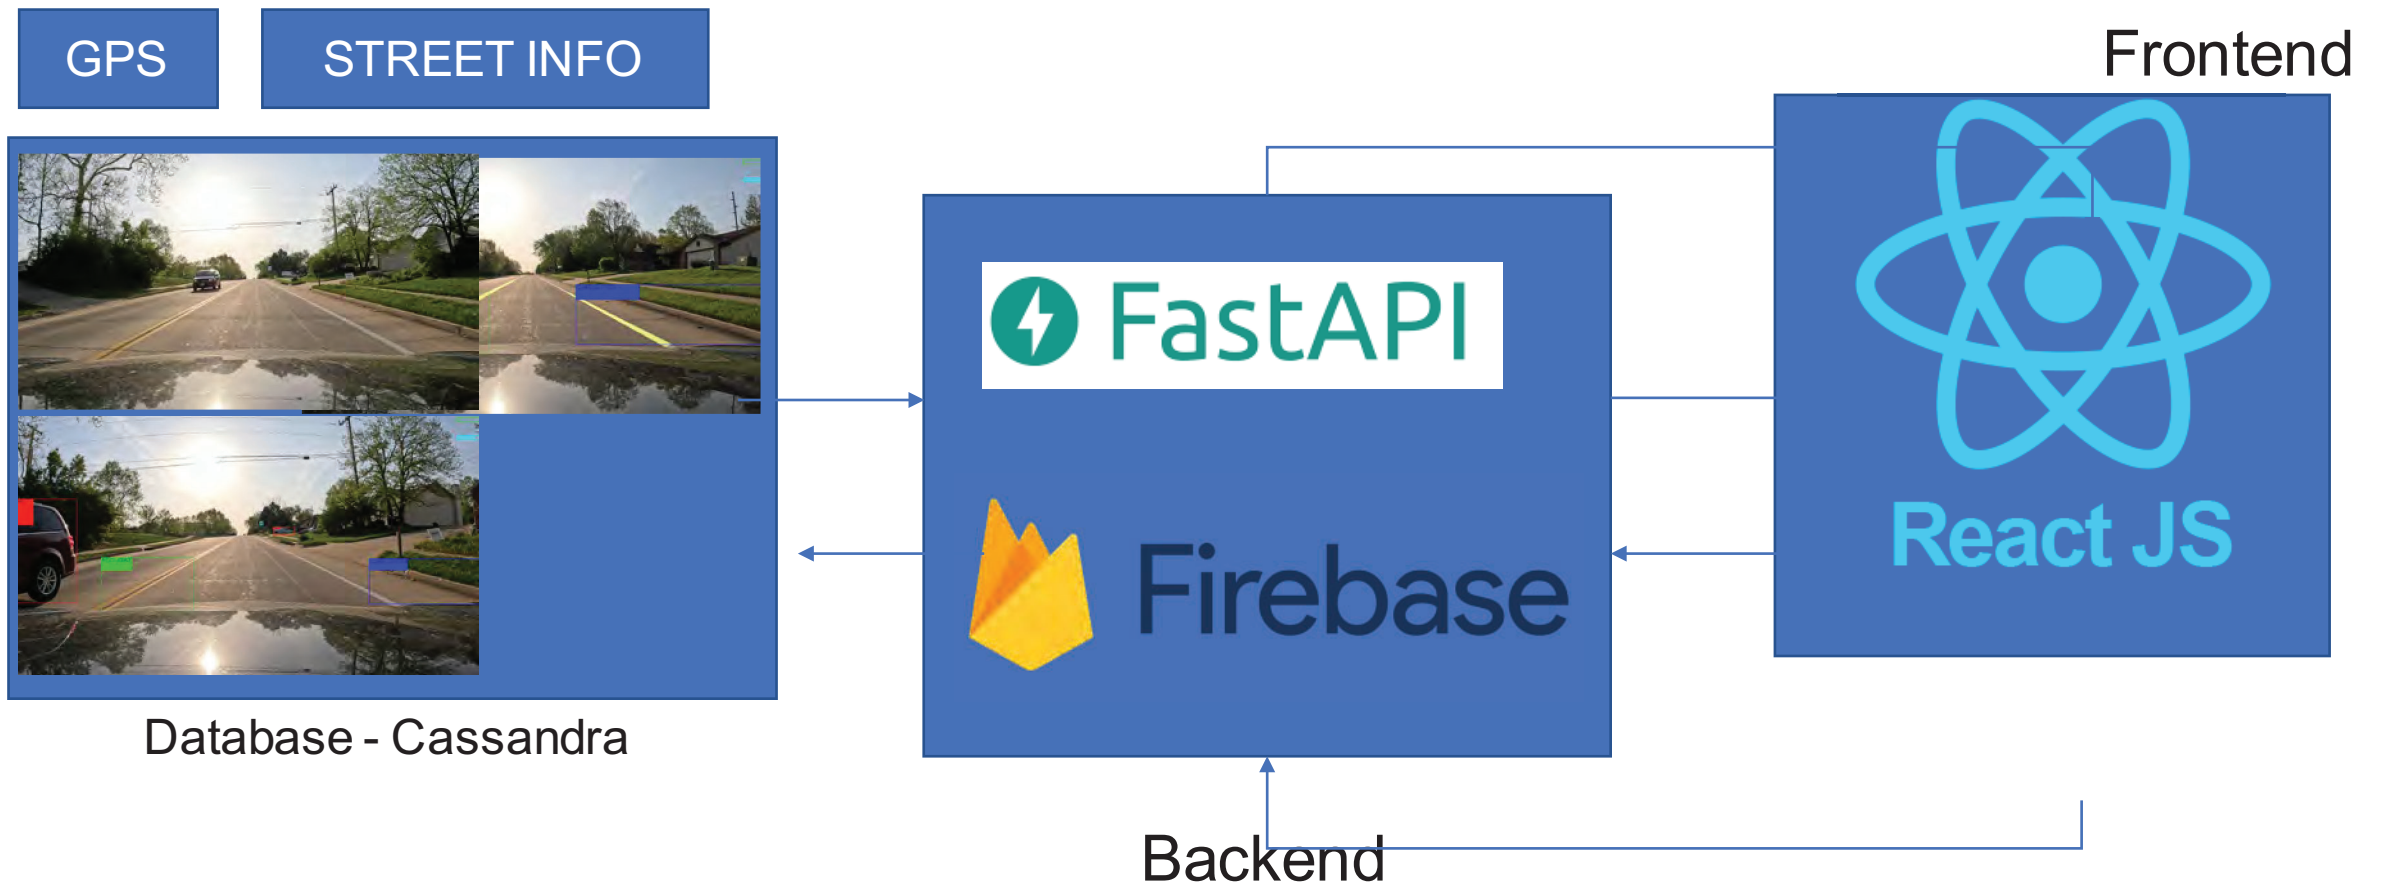 GPS
STREET INFO
Frontend
FastAPI
Firebase
React JS
Database - Cassandra
Backend